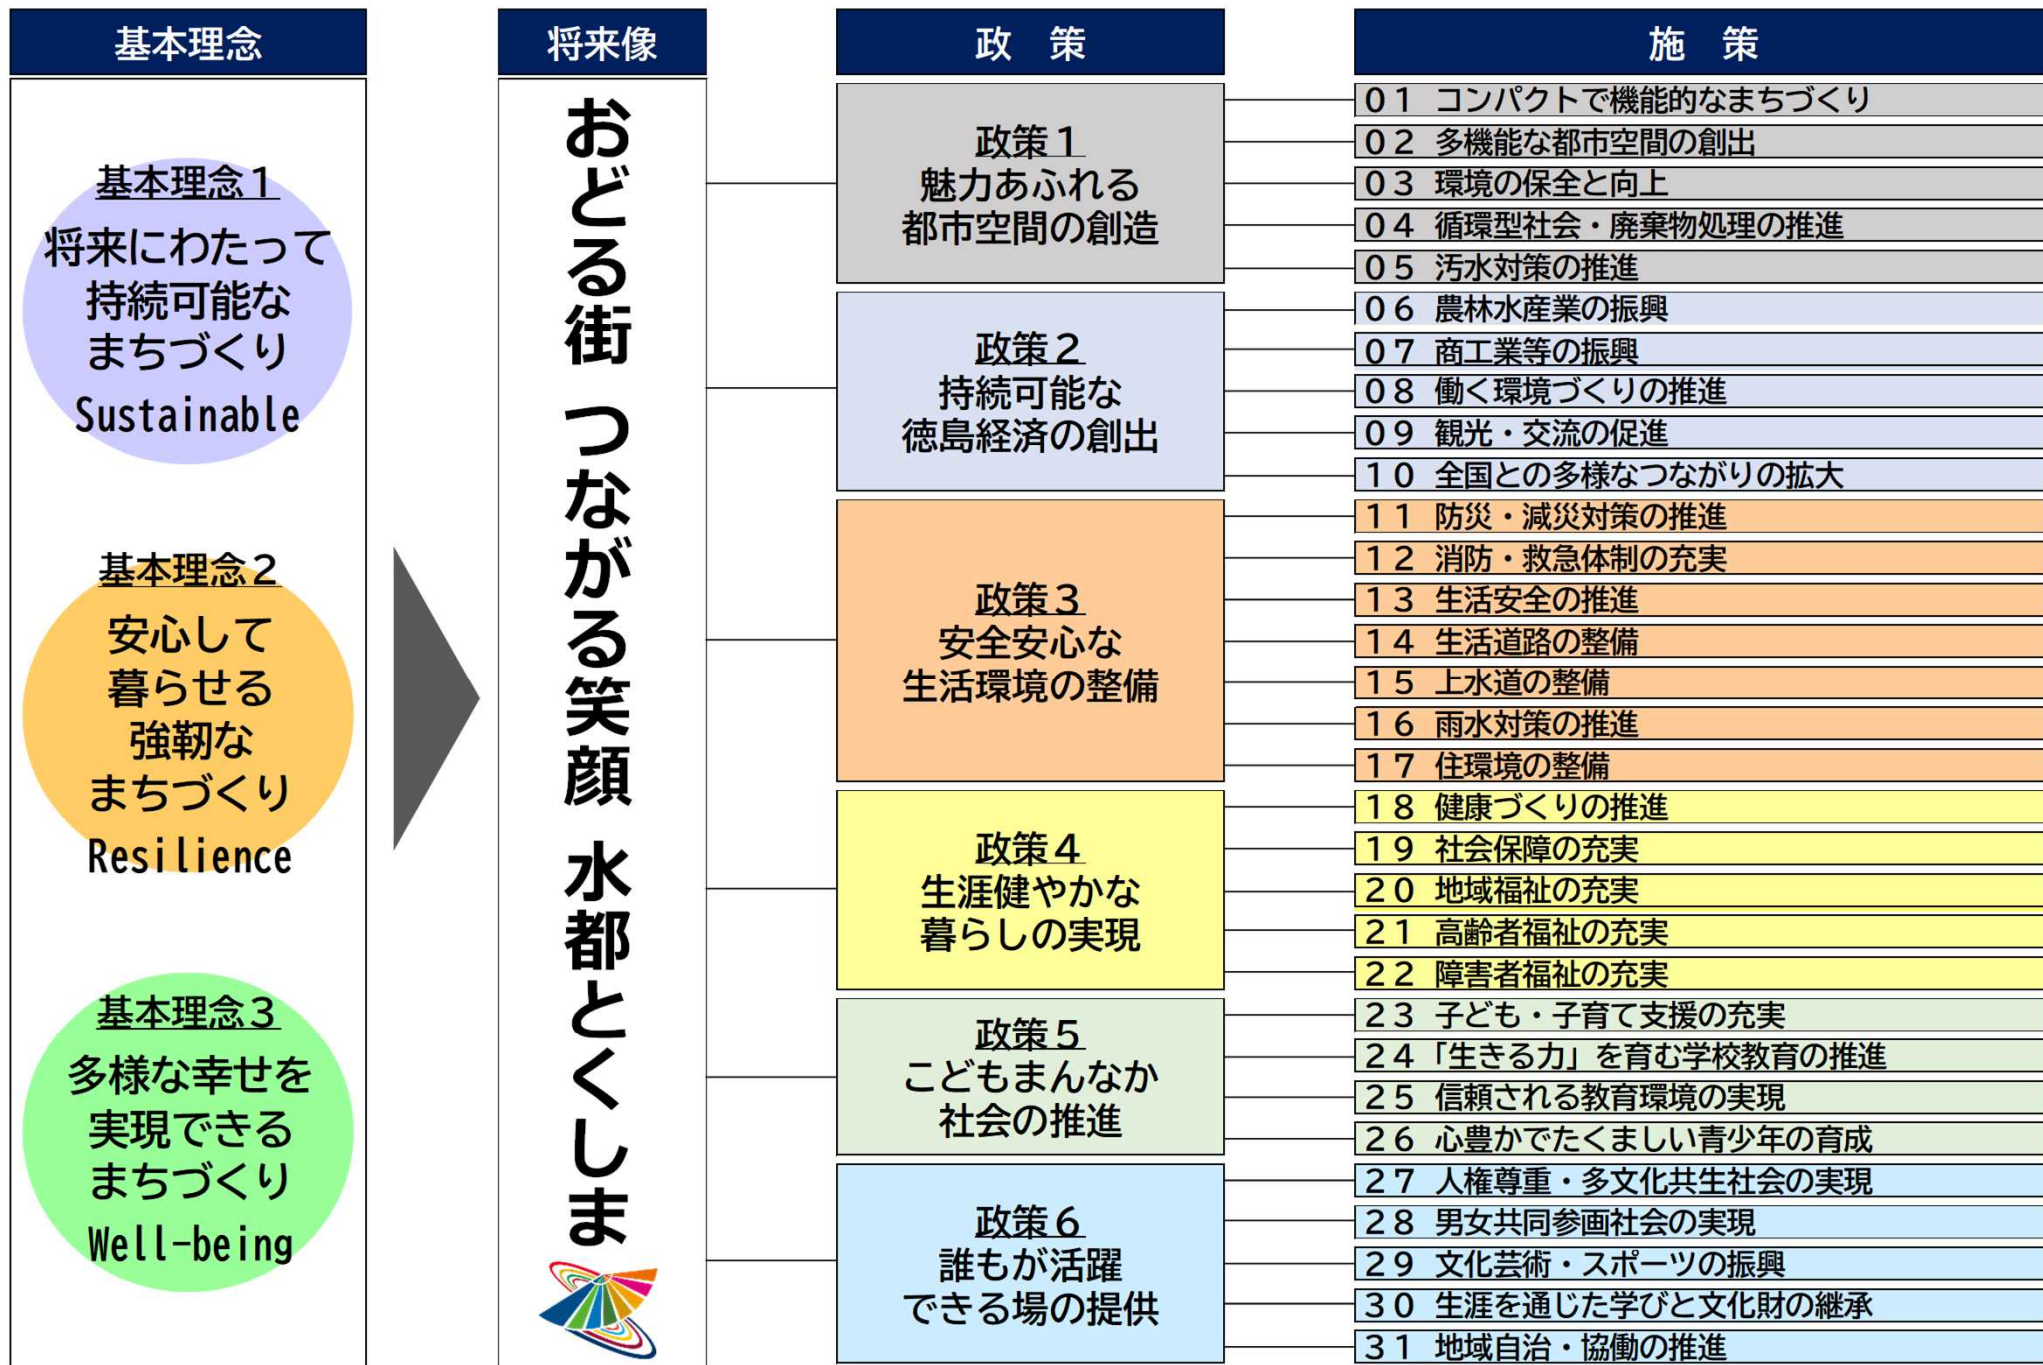 基本理念
基本理念1
将来にわたって
持続可能な
まちづくり
Sustainable
基本理念2
安心して
暮らせる
強靭な
まちづくり
Resilience
基本理念3
多様な幸せを
実現できる
まちづくり
Well-being
将来像
おどる街 つながる笑顔 水都とくしま
政 策
政策1
魅力あふれる
都市空間の創造
政策2
持続可能な
徳島経済の創出
政策3
安全安心な
生活環境の整備
政策4
生涯健やかな
暮らしの実現
政策5
こどもまんなか
社会の推進
政策6
誰もが活躍
できる場の提供
施 策
01 コンパクトで機能的なまちづくり
02 多機能な都市空間の創出
03 環境の保全と向上
04 循環型社会・廃棄物処理の推進
05 汚水対策の推進
06 農林水産業の振興
07 商工業等の振興
08 働く環境づくりの推進
09 観光・交流の促進
10 全国との多様なつながりの拡大
11 防災・減災対策の推進
12 消防・救急体制の充実
13 生活安全の推進
14 生活道路の整備
15 上水道の整備
16 雨水対策の推進
17 住環境の整備
18 健康づくりの推進
19 社会保障の充実
20 地域福祉の充実
21 高齢者福祉の充実
22 障害者福祉の充実
23 子ども・子育て支援の充実
24 「生きる力」を育む学校教育の推進
25 信頼される教育環境の実現
26 心豊かでたくましい青少年の育成
27 人権尊重・多文化共生社会の実現
28 男女共同参画社会の実現
29 文化芸術・スポーツの振興
30 生涯を通じた学びと文化財の継承
31 地域自治・協働の推進